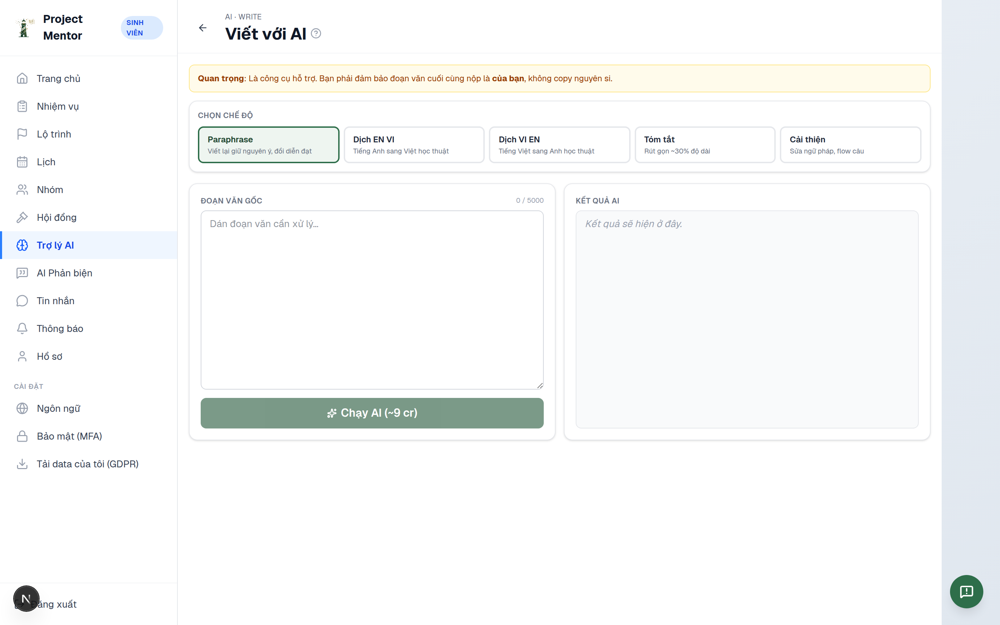 Project
Mentor
SINH
VIÊN
Trang chủ
Nhiệm vụ
Lộ trình
Lịch
Nhóm
Hội đồng
Trợ lý AI
AI Phản biện
Tin nhắn
Thông báo
Hồ sơ
CÀI ĐẶT
Ngôn ngữ
Bảo mật (MFA)
Tải data của tôi (GDPR)
N
Đăng xuất
AI · WRITE
Viết với AI
Quan trọng: Là công cụ hỗ trợ. Bạn phải đảm bảo đoạn văn cuối cùng nộp là của bạn, không copy nguyên si.
CHỌN CHẾ ĐỘ
Paraphrase
Viết lại giữ nguyên ý, đổi diễn đạt
Dịch EN VI
Tiếng Anh sang Việt học thuật
Dịch VI EN
Tiếng Việt sang Anh học thuật
Tóm tắt
Rút gọn ~30% độ dài
Cải thiện
Sửa ngữ pháp, flow câu
ĐOẠN VĂN GỐC
0 / 5000
Dán đoạn văn cần xử lý...
Chạy AI (~9 cr)
KẾT QUẢ AI
Kết quả sẽ hiện ở đây.